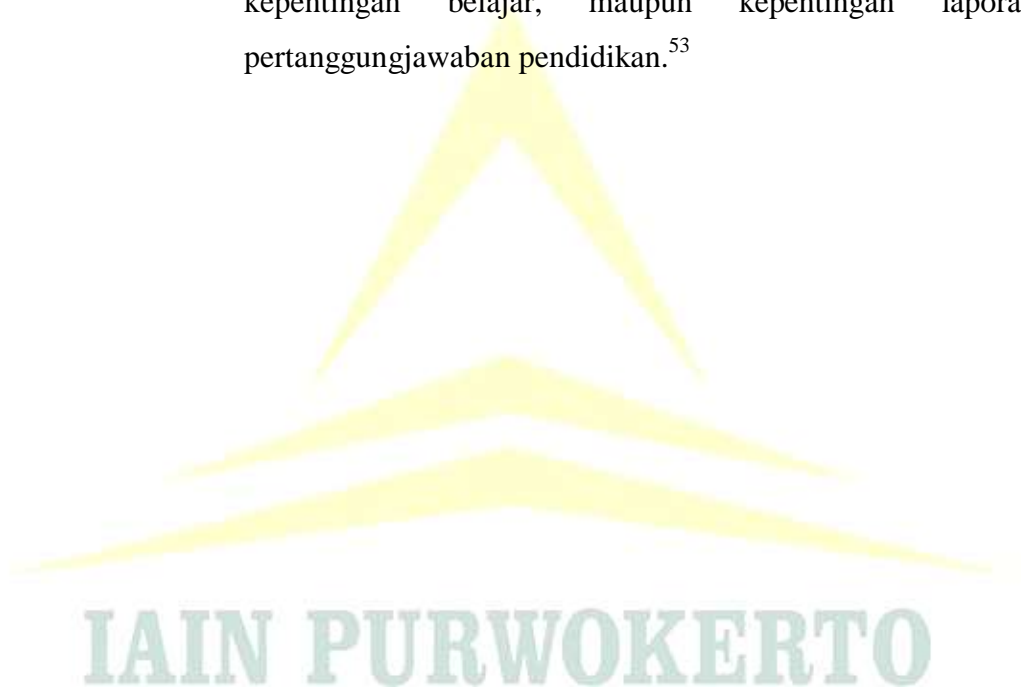 kepentingan belajar, maupun kepentingan lapora
pertanggungjawaban pendidikan.53
IAIN PURWOKERTO